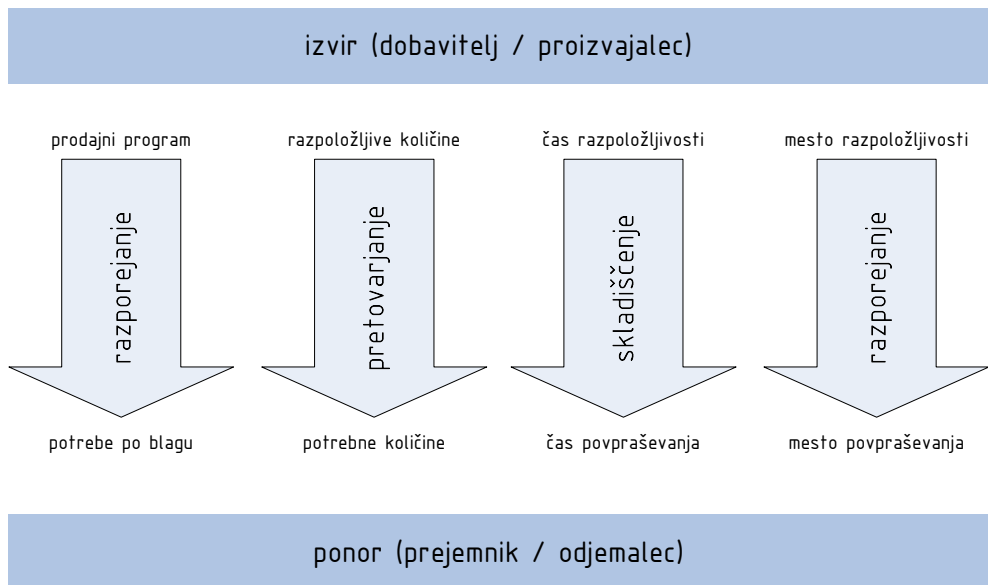 izvir (dobavitelj / proizvajalec)
prodajni program
razpoložljive količine
čas razpoložljivosti
mesto razpoložljivosti
razporejanje
pretovarjanje
skladiščenje
razporejanje
potrebe po blagu
potrebne količine
čas povpraševanja
mesto povpraševanja
ponor (prejemnik / odjemalec)